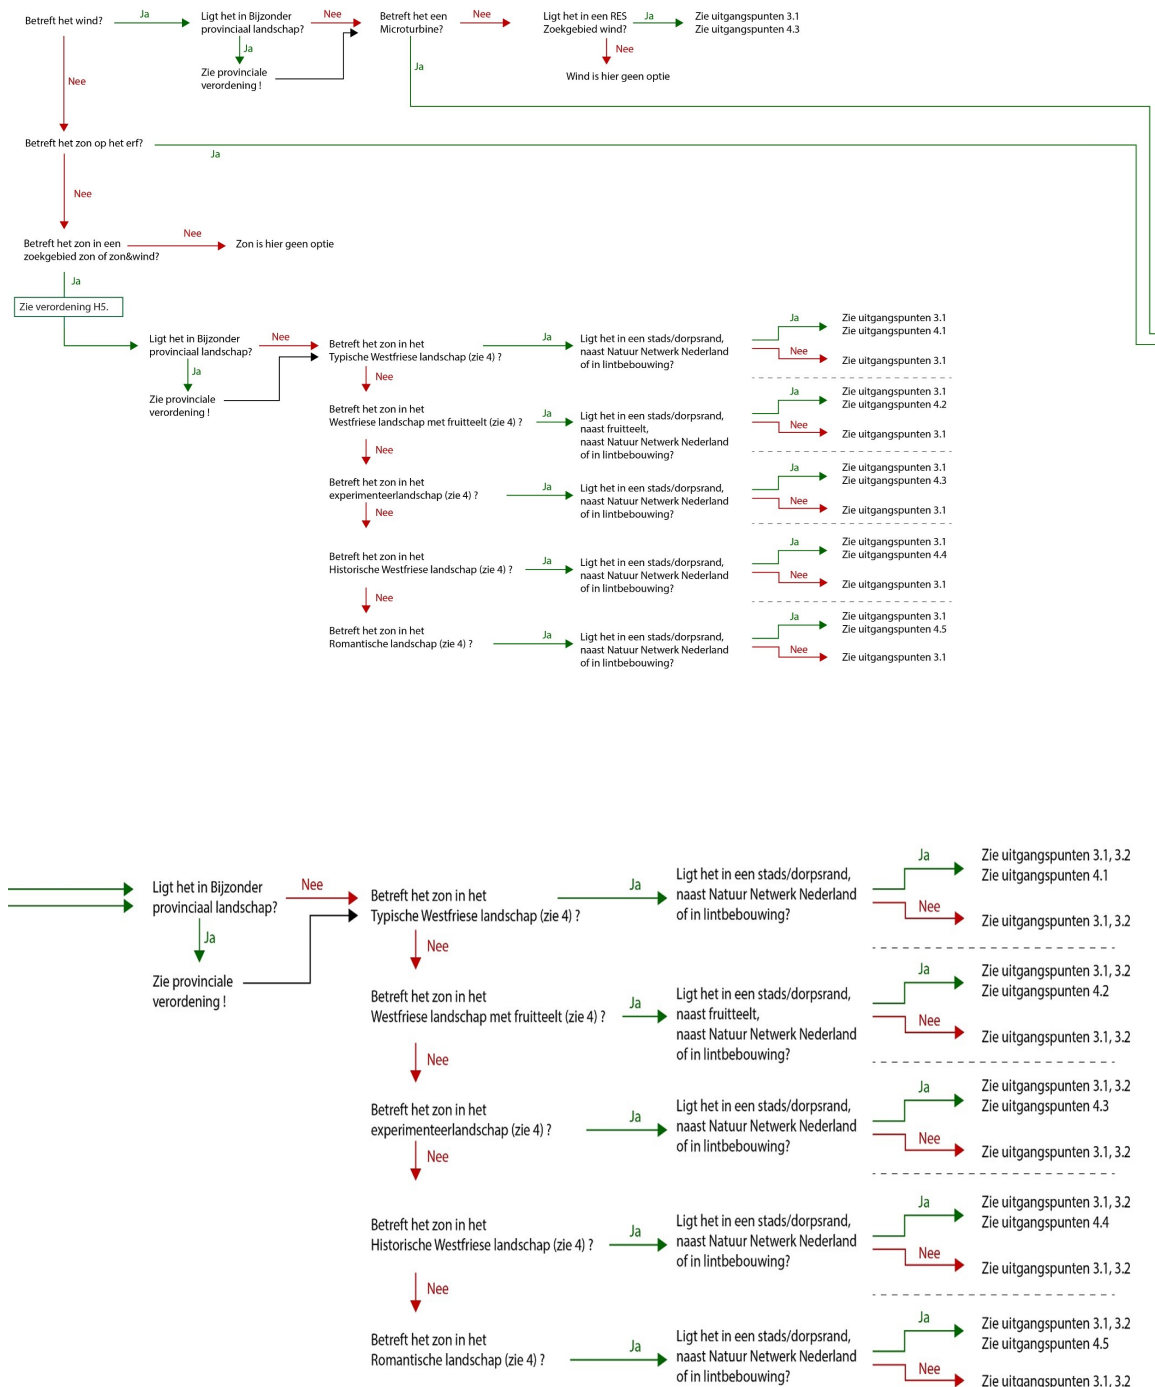 Betreft het wind?
Ja
Ligt het in Bijzonder
provinciaal landschap?
Nee
Betreft het een
Microturbine?
Nee
Ligt het in een RES
Zoekgebied wind?
Ja
Zie uitgangspunten 3.1
Zie uitgangspunten 4.3
Ja
Zie provinciale
verordening !
Nee
Wind is hier geen optie
Ja
Nee
Betreft het zon op het erf?
Ja
Nee
Betreft het zon in een
zoekgebied zon of zon&wind?
Nee
Zon is hier geen optie
Ja
Zie verordening H5.
Ligt het in Bijzonder
provinciaal landschap?
Nee
Ja
Zie provinciale
verordening !
Betreft het zon in het
Typische Westfriese landschap (zie 4) ?
Ja
Ligt het in een stads/dorpsrand,
naast Natuur Netwerk Nederland
of in lintbebouwing?
Ja
Zie uitgangspunten 3.1
Zie uitgangspunten 4.1
Nee
Zie uitgangspunten 3.1
Nee
Betreft het zon in het
Westfriese landschap met fruitteelt (zie 4) ?
Ja
Ligt het in een stads/dorpsrand,
naast fruitteelt,
naast Natuur Netwerk Nederland
of in lintbebouwing?
Ja
Zie uitgangspunten 3.1
Zie uitgangspunten 4.2
Nee
Zie uitgangspunten 3.1
Nee
Betreft het zon in het
experimenteerlandschap (zie 4) ?
Ja
Ligt het in een stads/dorpsrand,
naast Natuur Netwerk Nederland
of in lintbebouwing?
Ja
Zie uitgangspunten 3.1
Zie uitgangspunten 4.3
Nee
Zie uitgangspunten 3.1
Nee
Betreft het zon in het
Historische Westfriese landschap (zie 4) ?
Ja
Ligt het in een stads/dorpsrand,
naast Natuur Netwerk Nederland
of in lintbebouwing?
Ja
Zie uitgangspunten 3.1
Zie uitgangspunten 4.4
Nee
Zie uitgangspunten 3.1
Nee
Betreft het zon in het
Romantische landschap (zie 4) ?
Ja
Ligt het in een stads/dorpsrand,
naast Natuur Netwerk Nederland
of in lintbebouwing?
Ja
Zie uitgangspunten 3.1
Zie uitgangspunten 4.5
Nee
Zie uitgangspunten 3.1
Ligt het in Bijzonder
provinciaal landschap?
Nee
Ja
Zie provinciale
verordening !
Betreft het zon in het
Typische Westfriese landschap (zie 4) ?
Ja
Ligt het in een stads/dorpsrand,
naast Natuur Netwerk Nederland
of in lintbebouwing?
Ja
Zie uitgangspunten 3.1, 3.2
Zie uitgangspunten 4.1
Nee
Zie uitgangspunten 3.1, 3.2
Nee
Betreft het zon in het
Westfriese landschap met fruitteelt (zie 4) ?
Ja
Ligt het in een stads/dorpsrand,
naast fruitteelt,
naast Natuur Netwerk Nederland
of in lintbebouwing?
Ja
Zie uitgangspunten 3.1, 3.2
Zie uitgangspunten 4.2
Nee
Zie uitgangspunten 3.1, 3.2
Nee
Betreft het zon in het
experimenteerlandschap (zie 4) ?
Ja
Ligt het in een stads/dorpsrand,
naast Natuur Netwerk Nederland
of in lintbebouwing?
Ja
Zie uitgangspunten 3.1, 3.2
Zie uitgangspunten 4.3
Nee
Zie uitgangspunten 3.1, 3.2
Nee
Betreft het zon in het
Historische Westfriese landschap (zie 4) ?
Ja
Ligt het in een stads/dorpsrand,
naast Natuur Netwerk Nederland
of in lintbebouwing?
Ja
Zie uitgangspunten 3.1, 3.2
Zie uitgangspunten 4.4
Nee
Zie uitgangspunten 3.1, 3.2
Nee
Betreft het zon in het
Romantische landschap (zie 4) ?
Ja
Ligt het in een stads/dorpsrand,
naast Natuur Netwerk Nederland
of in lintbebouwing?
Ja
Zie uitgangspunten 3.1, 3.2
Zie uitgangspunten 4.5
Nee
Zie uitgangspunten 3.1, 3.2